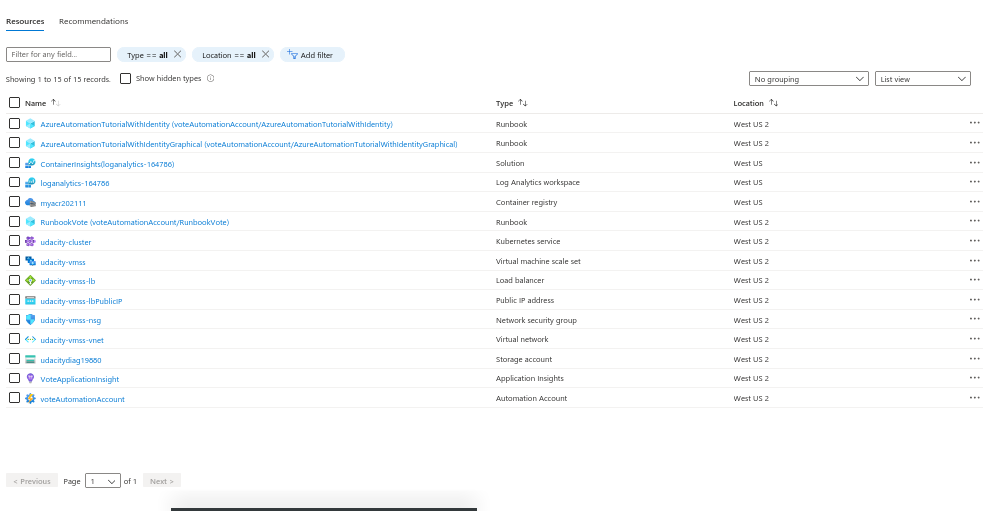 Resources Recommendations
Filter for any field... Type == all Location == all Add filter
Showing 1 to 15 of 15 records. Show hidden types No grouping List view
Name Type Location
AzureAutomationTutorialWithIdentity (voteAutomationAccount/AzureAutomationTutorialWithIdentity) Runbook West US 2
AzureAutomationTutorialWithIdentityGraphical (voteAutomationAccount/AzureAutomationTutorialWithIdentityGraphical) Runbook West US 2
ContainerInsights(loganalytics-164786) Solution West US
loganalytics-164786 Log Analytics workspace West US
myacr202111 Container registry West US
RunbookVote (voteAutomationAccount/RunbookVote) Runbook West US 2
udacity-cluster Kubernetes service West US 2
udacity-vmss Virtual machine scale set West US 2
udacity-vmss-lb Load balancer West US 2
udacity-vmss-lbPublicIP Public IP address West US 2
udacity-vmss-nsg Network security group West US 2
udacity-vmss-vnet Virtual network West US 2
udacitydiag19880 Storage account West US 2
VoteApplicationInsight Application Insights West US 2
voteAutomationAccount Automation Account West US 2
< Previous Page 1 of 1 Next >